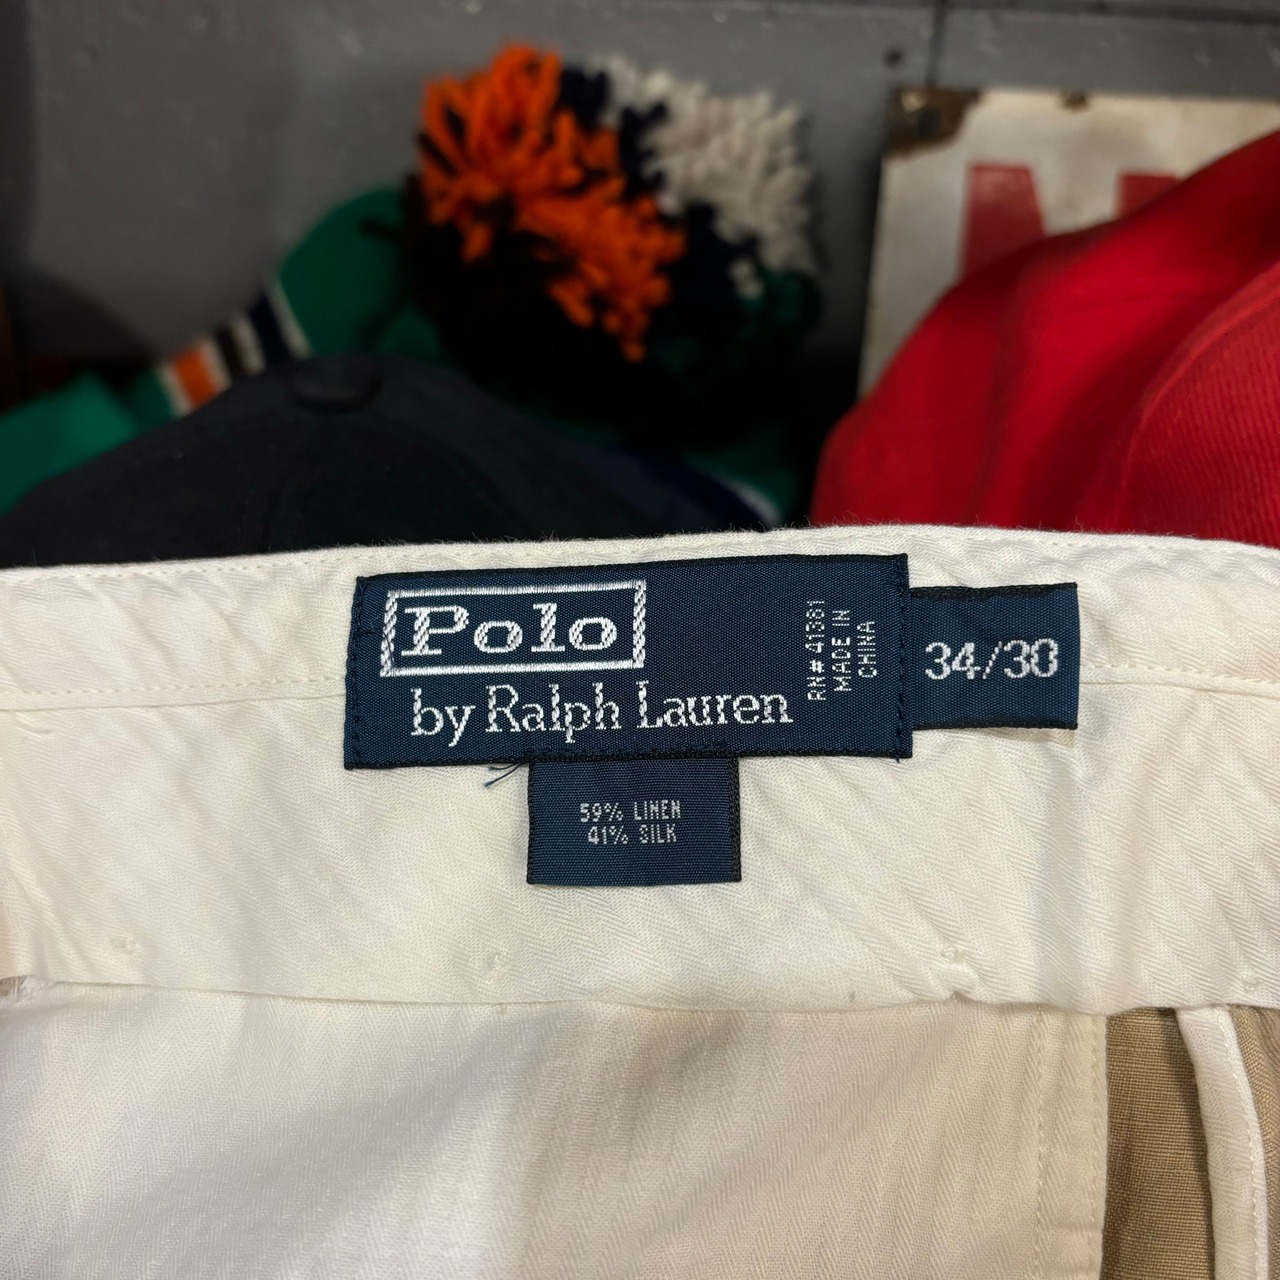 Polo
by Ralph Lauren
RN# 41381
MADE IN
CHINA
34/30
59% LINEN
41% SILK